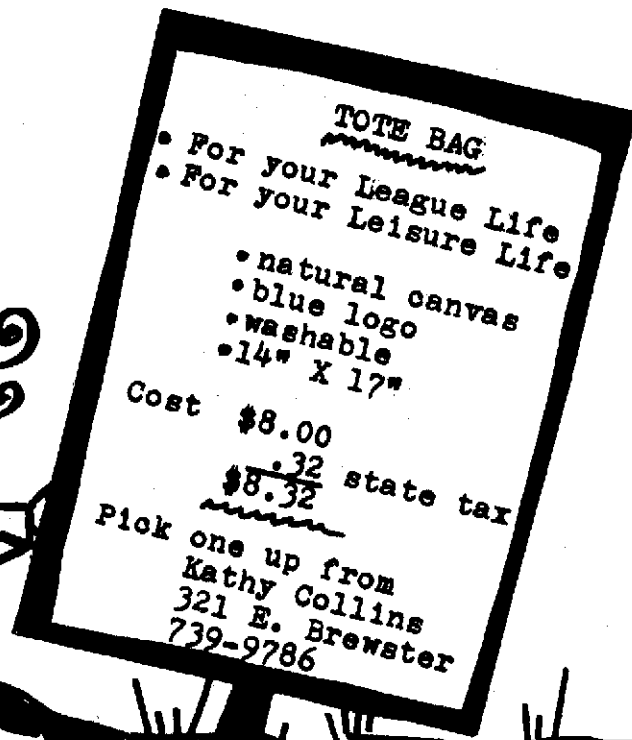 TOTE BAG
• For your League Life
• For your Leisure Life
• natural canvas
• blue logo
• washable
• 14" X 17"
Cost $8.00
.32 state tax
$8.32
Pick one up from
Kathy Collins
321 E. Brewster
739-9786